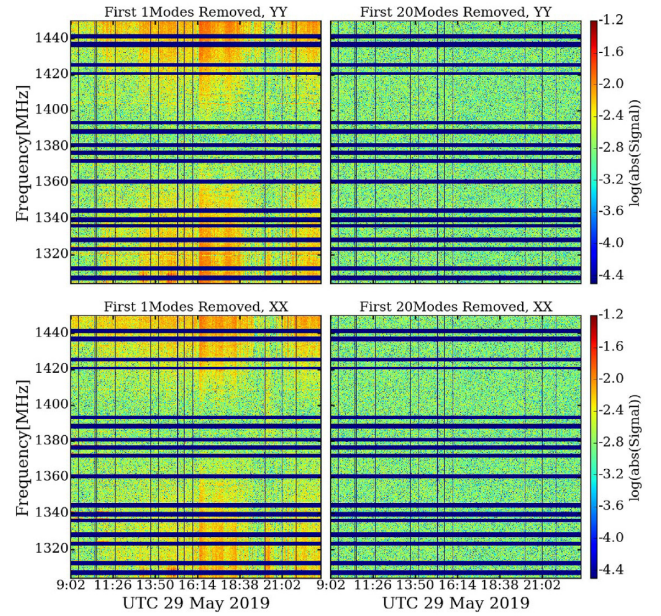 First 1Modes Removed, YY
First 20Modes Removed, YY
1440
1420
1400
1380
1360
1340
1320
Frequency[MHz]
-1.2
-1.6
-2.0
-2.4
-2.8
-3.2
-3.6
-4.0
-4.4
log(abs(Signal))
First 1Modes Removed, XX
First 20Modes Removed, XX
1440
1420
1400
1380
1360
1340
1320
Frequency[MHz]
-1.2
-1.6
-2.0
-2.4
-2.8
-3.2
-3.6
-4.0
-4.4
log(abs(Signal))
9:02 11:26 13:50 16:14 18:38 21:02
9:02 11:26 13:50 16:14 18:38 21:02
UTC 29 May 2019
UTC 29 May 2019